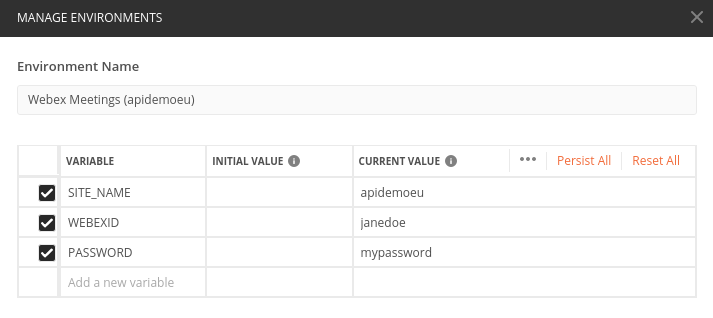 MANAGE ENVIRONMENTS
Environment Name
Webex Meetings (apidemoeu)
VARIABLE INITIAL VALUE CURRENT VALUE ••• Persist All Reset All
SITE_NAME apidemoeu
WEBEXID janedoe
PASSWORD mypassword
Add a new variable